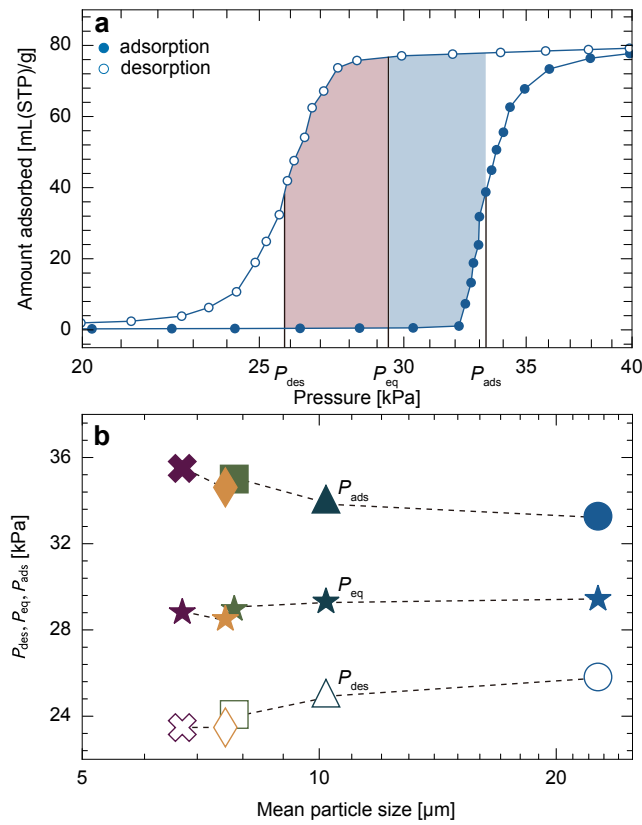 a
adsorption
desorption
80
60
40
20
0
Amount adsorbed [mL(STP)/g]
20
25
30
35
40
P_des
P_eq
P_ads
Pressure [kPa]
b
36
32
28
24
P_des, P_eq, P_ads [kPa]
P_ads
P_eq
P_des
5
10
20
Mean particle size [μm]